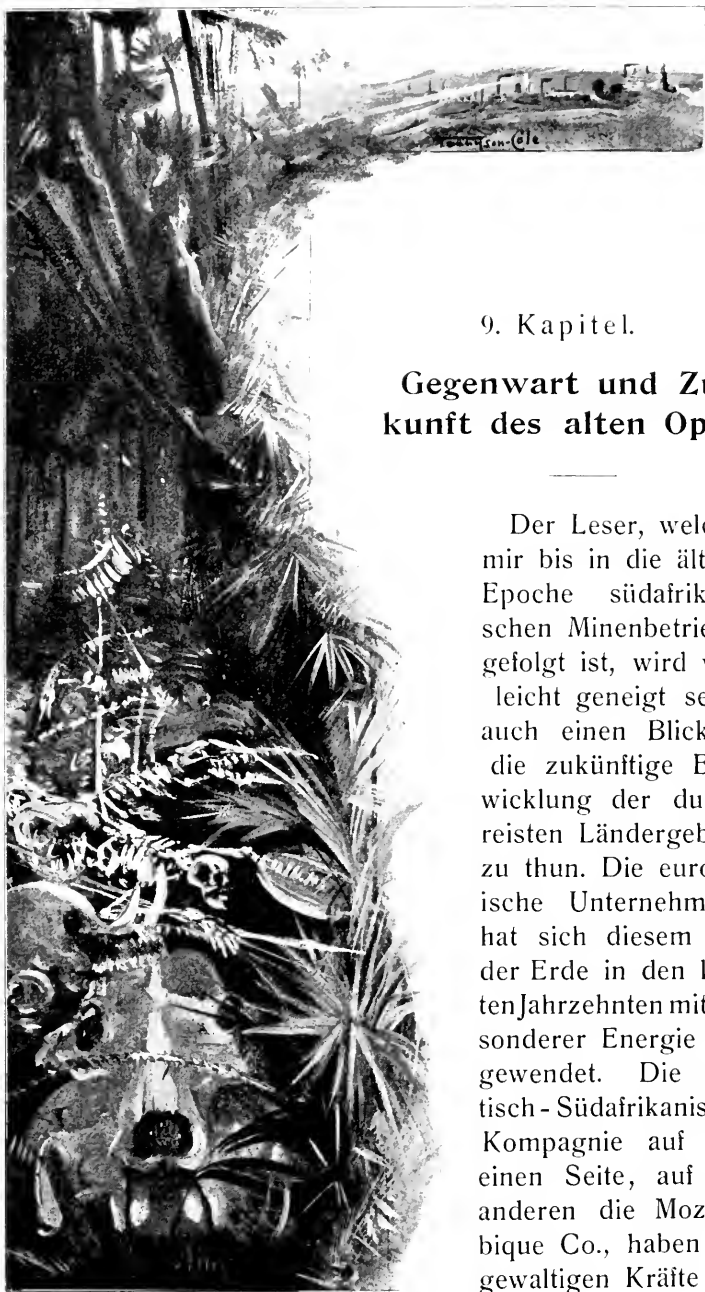 9. Kapitel.
Gegenwart und Zu
kunft des alten Op
Der Leser, welc
mir bis in die ält
Epoche südafrik
schen Minenbetrie
gefolgt ist, wird v
leicht geneigt se
auch einen Blick
die zukünftige E
wicklung der du
reisten Ländergeb
zu thun. Die euro
ische Unternehm
hat sich diesem
der Erde in den l
ten Jahrzehnten mit
sonderer Energie
gewendet. Die
tisch-Südafrikanis
Kompagnie auf
einen Seite, auf
anderen die Moz
bique Co., haben
gewaltigen Kräfte